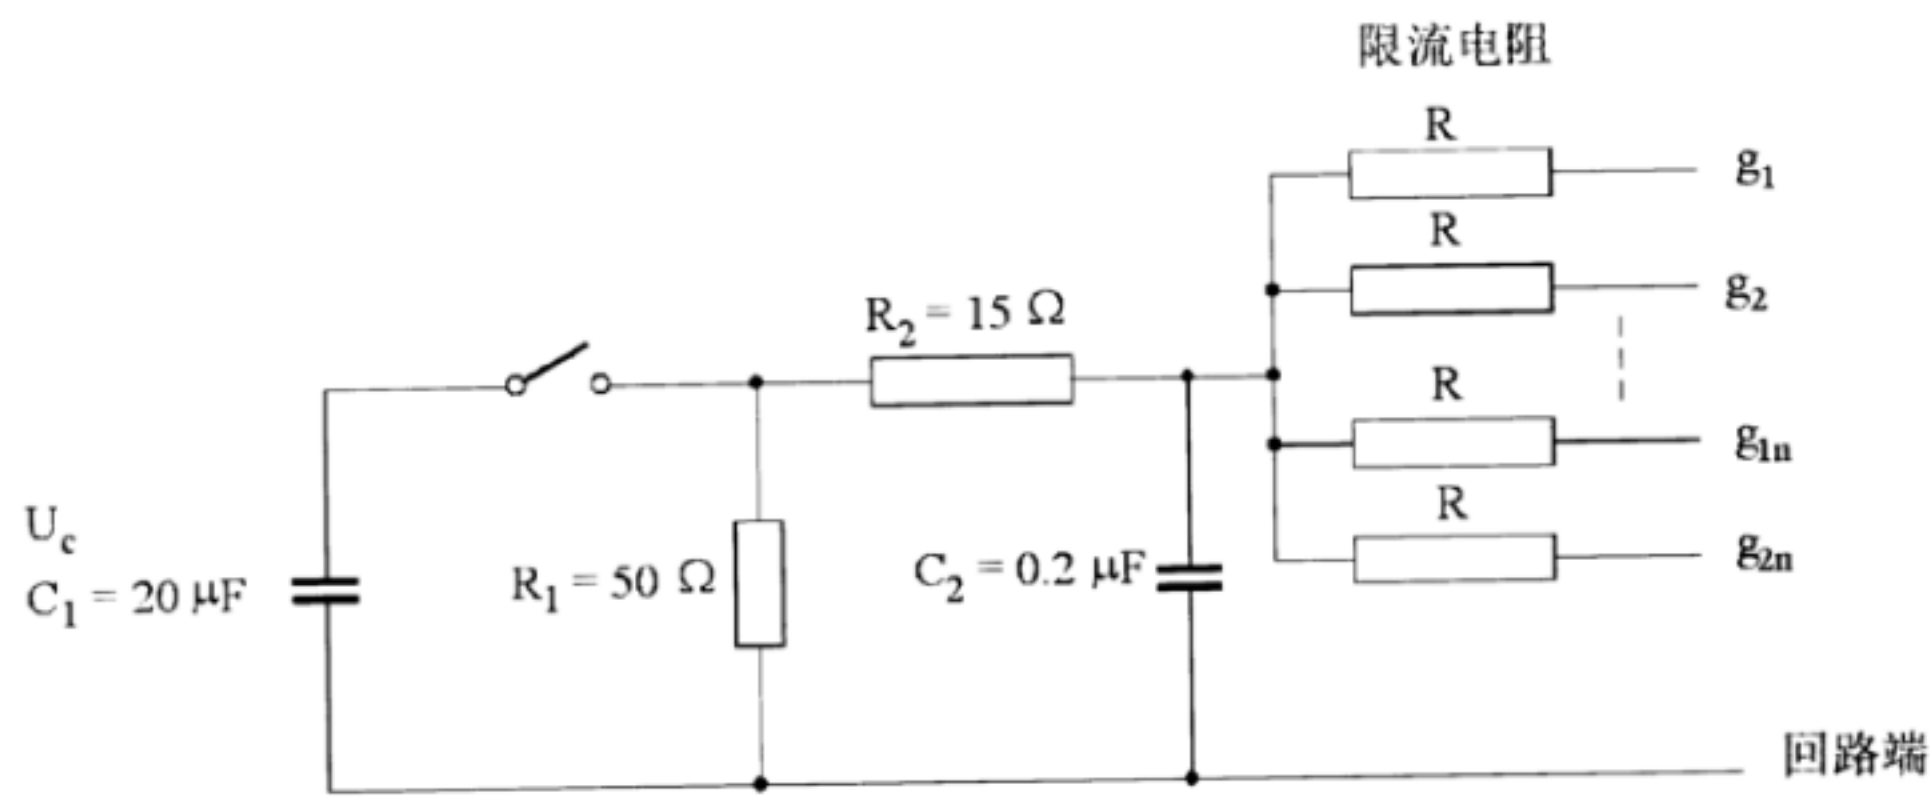 限流电阻
R
g₁
R
g₂
R₂ = 15 Ω
R
g₁ₙ
R
g₂ₙ
U_c
C₁ = 20 μF
R₁ = 50 Ω
C₂ = 0.2 μF
回路端